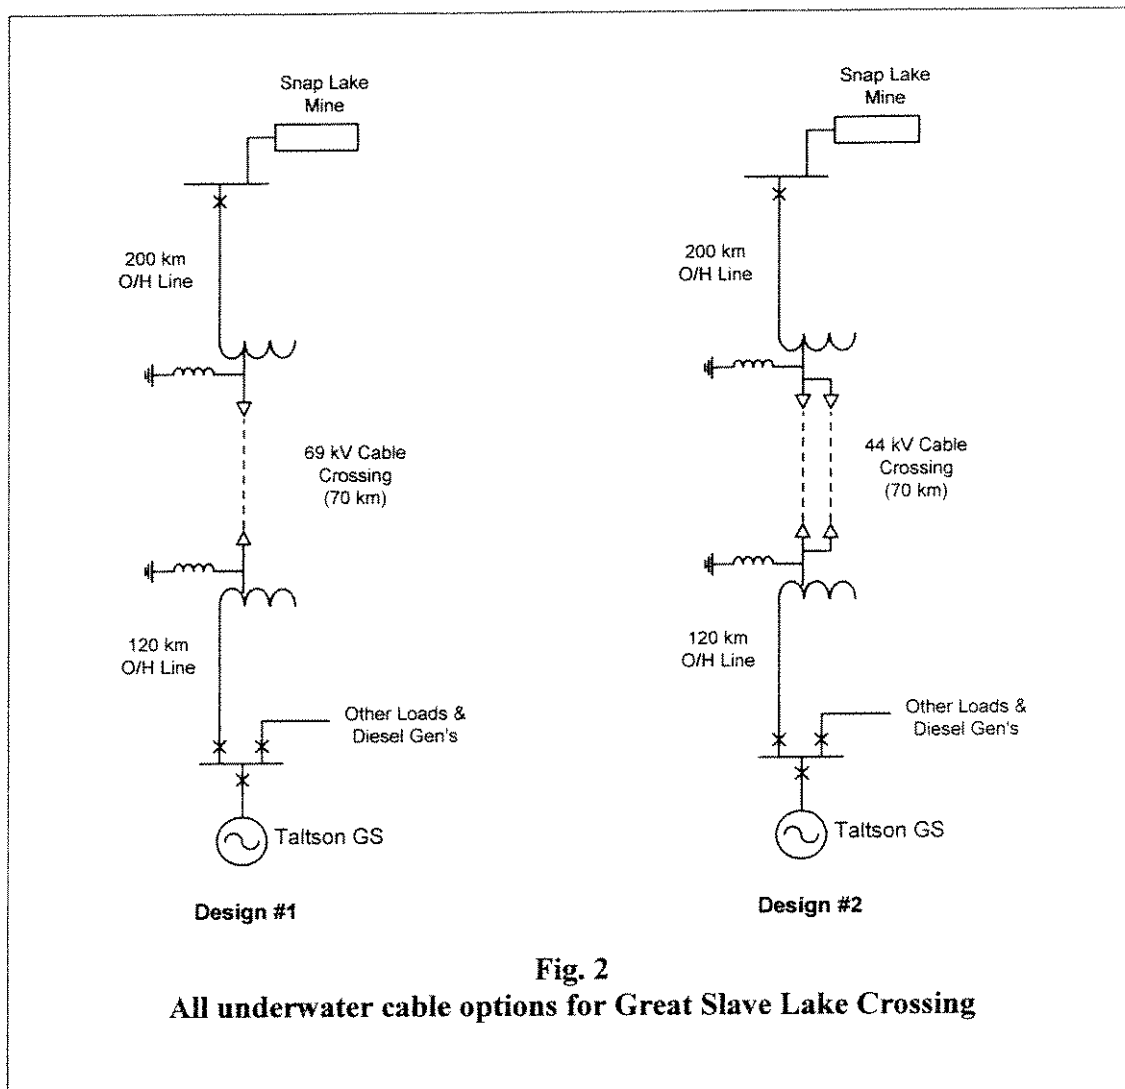 Snap Lake
Mine
200 km
O/H Line
69 kV Cable
Crossing
(70 km)
120 km
O/H Line
Other Loads &
Diesel Gen's
Taltson GS
Design #1
Snap Lake
Mine
200 km
O/H Line
44 kV Cable
Crossing
(70 km)
120 km
O/H Line
Other Loads &
Diesel Gen's
Taltson GS
Design #2
Fig. 2
All underwater cable options for Great Slave Lake Crossing